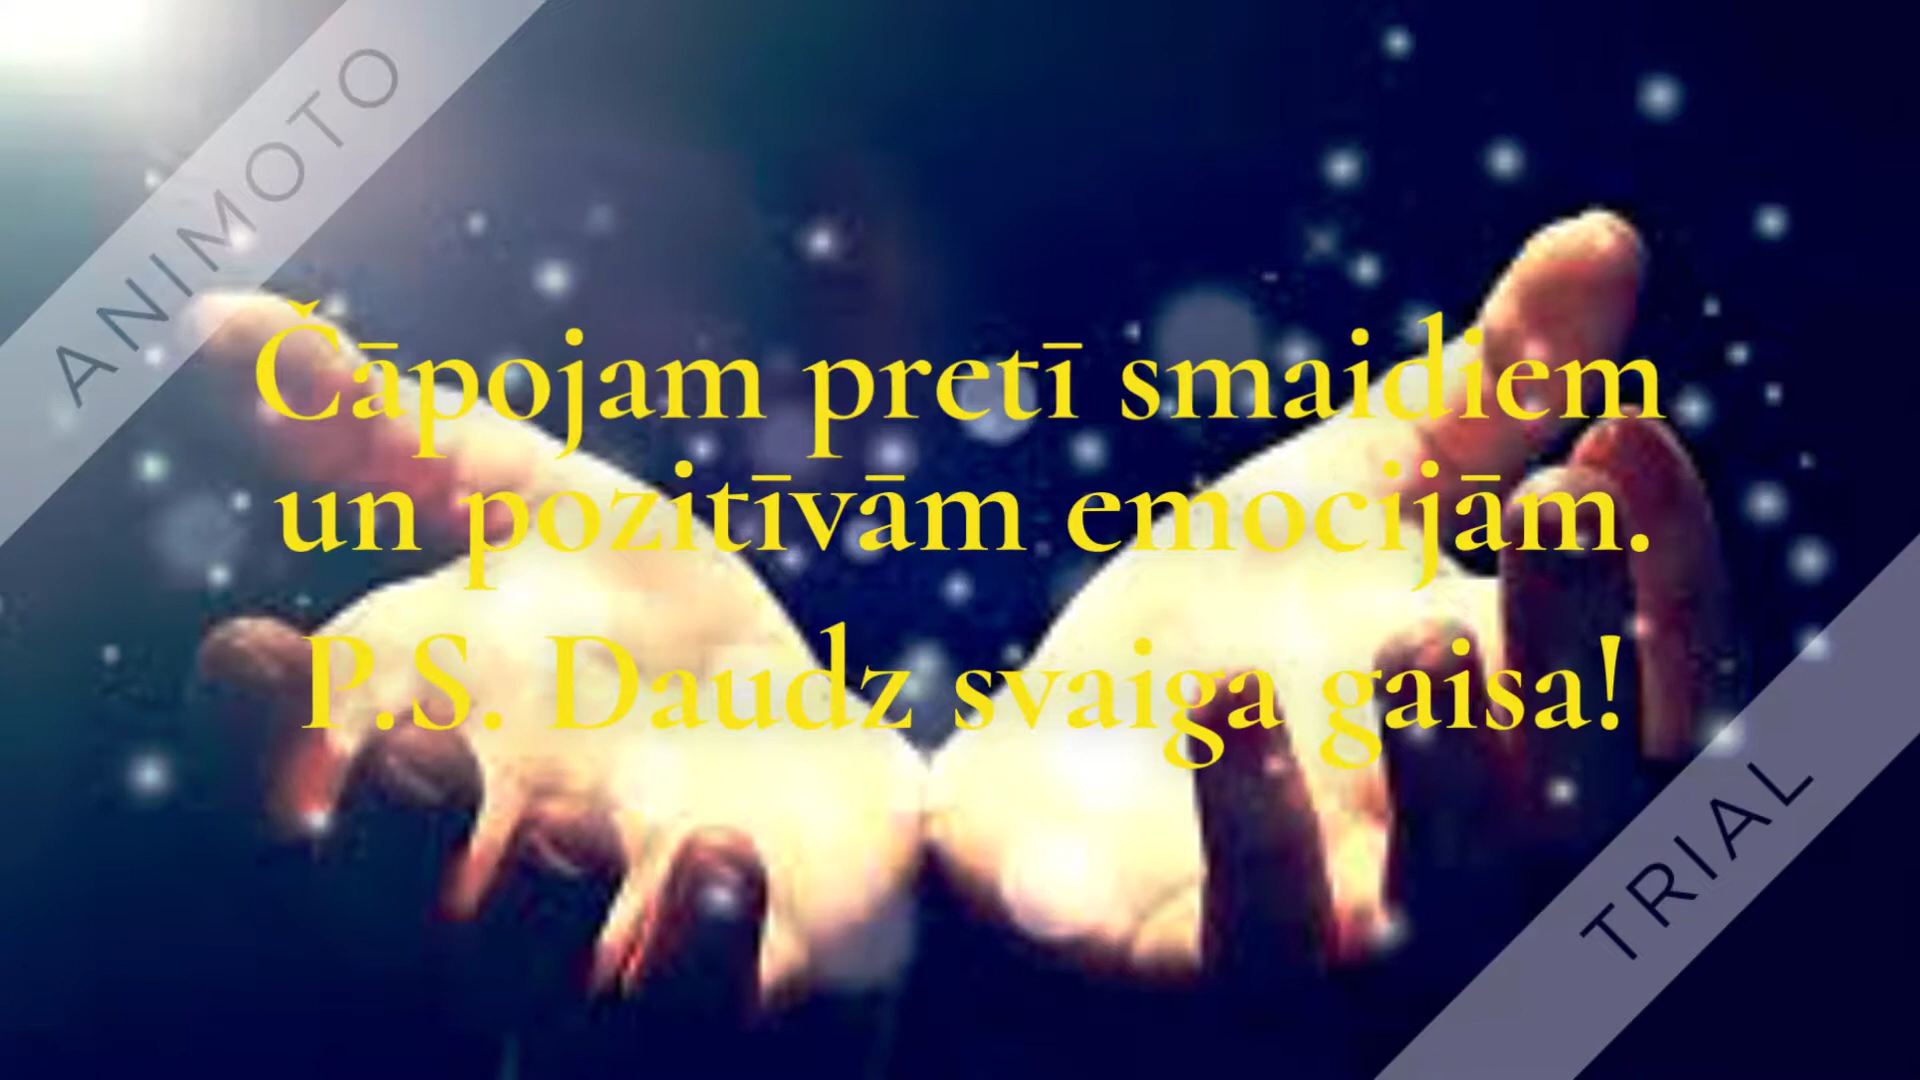 ANIMOTO
Čāpojam pretī smaidiem
un pozitīvām emocijām.
P.S. Daudz svaiga gaisa!
TRIAL